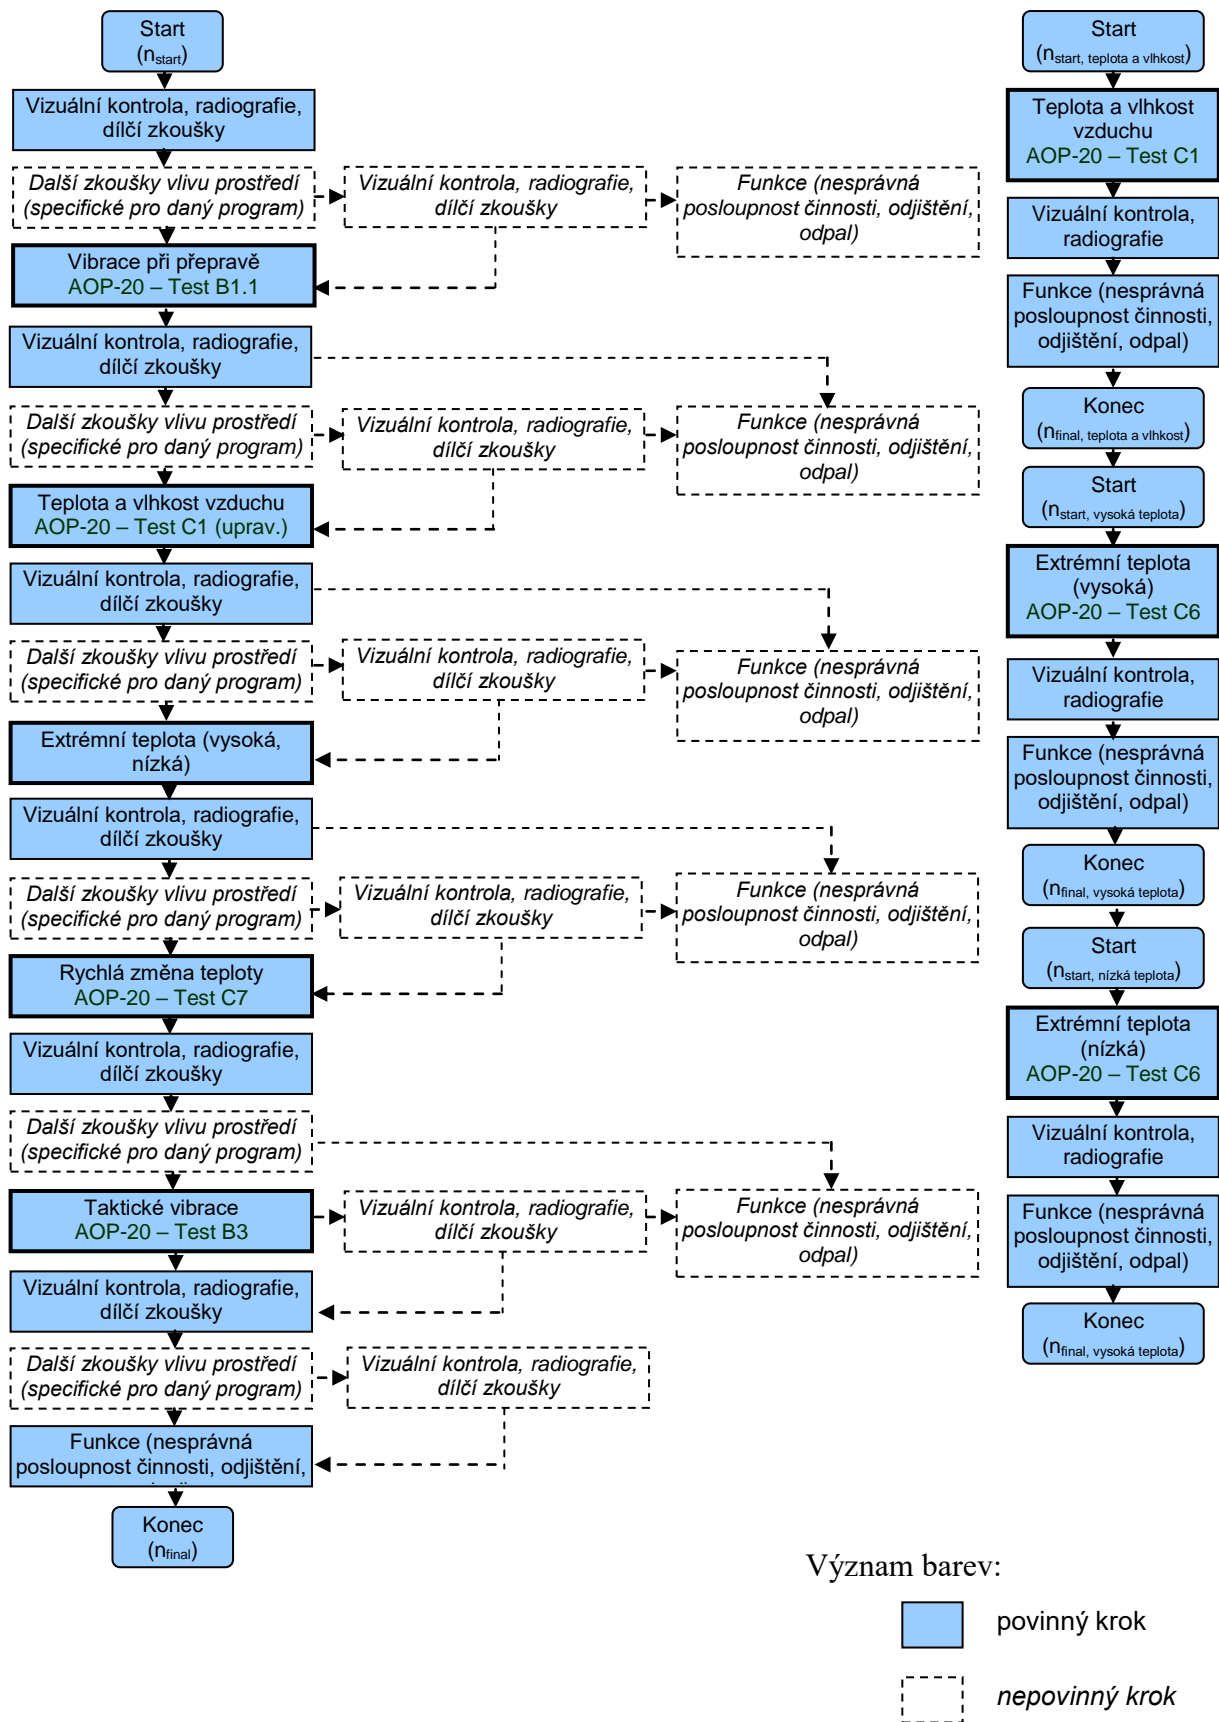 Start
(nstart)
Vizuální kontrola, radiografie,
dílčí zkoušky
Další zkoušky vlivu prostředí
(specifické pro daný program)
Vizuální kontrola, radiografie,
dílčí zkoušky
Funkce (nesprávná
posloupnost činnosti, odjištění,
odpal)
Vibrace při přepravě
AOP-20 – Test B1.1
Vizuální kontrola, radiografie,
dílčí zkoušky
Další zkoušky vlivu prostředí
(specifické pro daný program)
Vizuální kontrola, radiografie,
dílčí zkoušky
Funkce (nesprávná
posloupnost činnosti, odjištění,
odpal)
Teplota a vlhkost vzduchu
AOP-20 – Test C1 (uprav.)
Vizuální kontrola, radiografie,
dílčí zkoušky
Další zkoušky vlivu prostředí
(specifické pro daný program)
Vizuální kontrola, radiografie,
dílčí zkoušky
Funkce (nesprávná
posloupnost činnosti, odjištění,
odpal)
Extrémní teplota (vysoká,
nízká)
Vizuální kontrola, radiografie,
dílčí zkoušky
Další zkoušky vlivu prostředí
(specifické pro daný program)
Vizuální kontrola, radiografie,
dílčí zkoušky
Funkce (nesprávná
posloupnost činnosti, odjištění,
odpal)
Rychlá změna teploty
AOP-20 – Test C7
Vizuální kontrola, radiografie,
dílčí zkoušky
Další zkoušky vlivu prostředí
(specifické pro daný program)
Taktické vibrace
AOP-20 – Test B3
Vizuální kontrola, radiografie,
dílčí zkoušky
Funkce (nesprávná
posloupnost činnosti, odjištění,
odpal)
Vizuální kontrola, radiografie,
dílčí zkoušky
Další zkoušky vlivu prostředí
(specifické pro daný program)
Vizuální kontrola, radiografie,
dílčí zkoušky
Funkce (nesprávná
posloupnost činnosti, odjištění,
Konec
(nfinal)
Start
(nstart, teplota a vlhkost)
Teplota a vlhkost
vzduchu
AOP-20 – Test C1
Vizuální kontrola,
radiografie
Funkce (nesprávná
posloupnost činnosti,
odjištění, odpal)
Konec
(nfinal, teplota a vlhkost)
Start
(nstart, vysoká teplota)
Extrémní teplota
(vysoká)
AOP-20 – Test C6
Vizuální kontrola,
radiografie
Funkce (nesprávná
posloupnost činnosti,
odjištění, odpal)
Konec
(nfinal, vysoká teplota)
Start
(nstart, nízká teplota)
Extrémní teplota
(nízká)
AOP-20 – Test C6
Vizuální kontrola,
radiografie
Funkce (nesprávná
posloupnost činnosti,
odjištění, odpal)
Konec
(nfinal, vysoká teplota)
Význam barev:
povinný krok
nepovinný krok